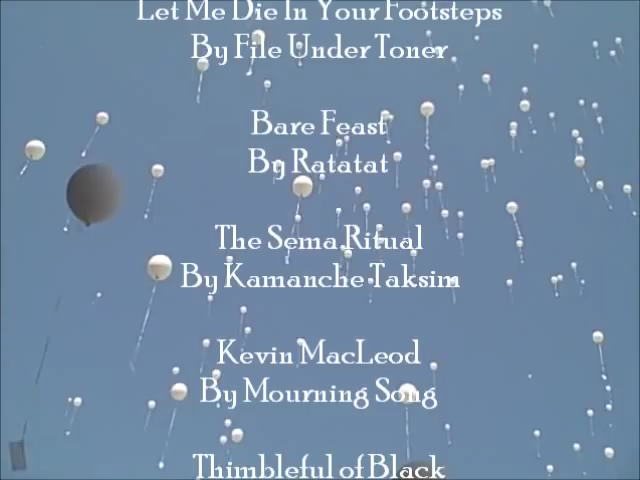 Let Me Die In Your Footsteps
By File Under Toner
Bare Feast
By Ratatat
The Sema Ritual
By Kamanche Taksim
Kevin MacLeod
By Mourning Song
Thimbleful of Black